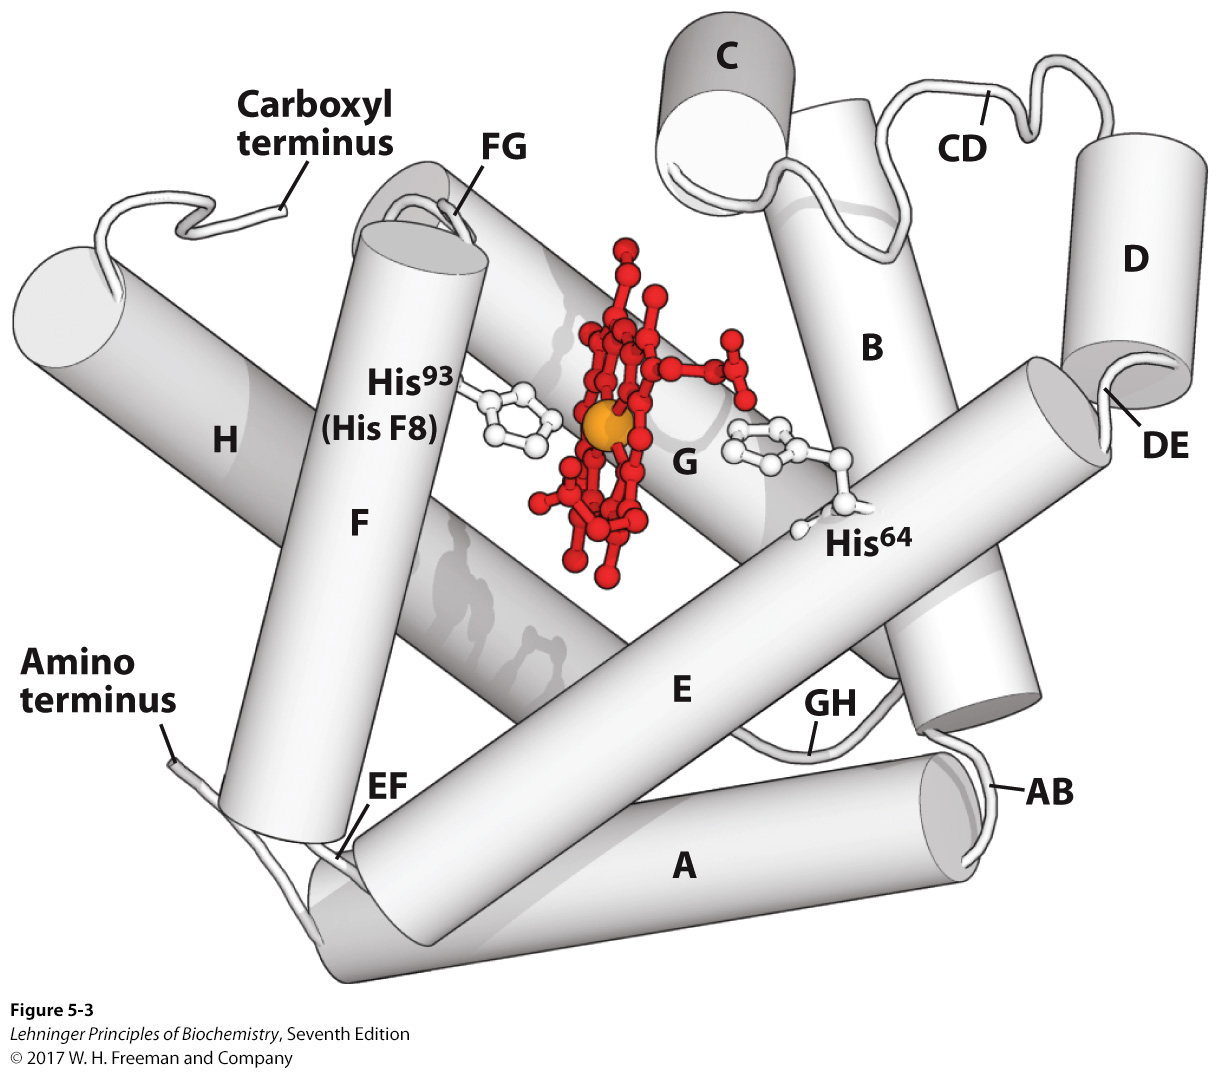 C
Carboxyl
terminus
FG
CD
D
B
His93
(His F8)
H
G
DE
F
His64
Amino
terminus
E
GH
EF
AB
A
Figure 5-3
Lehninger Principles of Biochemistry, Seventh Edition
© 2017 W. H. Freeman and Company